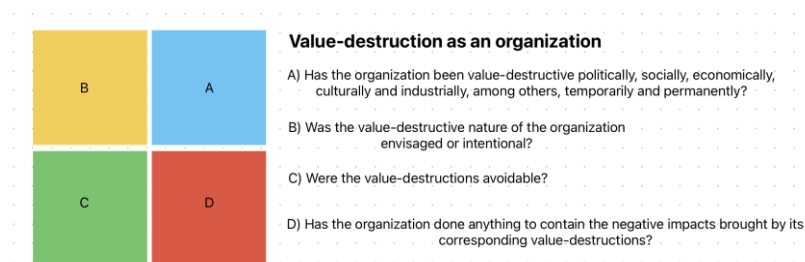 B
A
C
D
Value-destruction as an organization
A) Has the organization been value-destructive politically, socially, economically,
culturally and industrially, among others, temporarily and permanently?
B) Was the value-destructive nature of the organization
envisaged or intentional?
C) Were the value-destructions avoidable?
D) Has the organization done anything to contain the negative impacts brought by its
corresponding value-destructions?